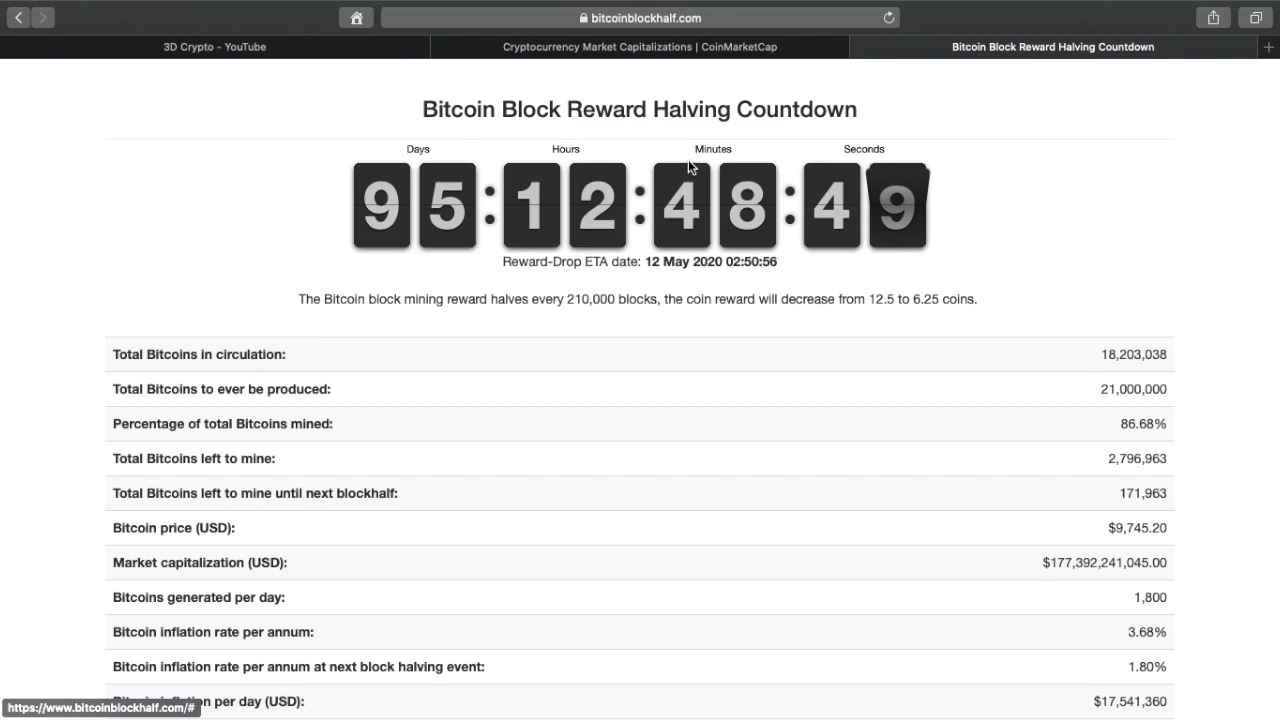 bitcoinblockhalf.com
3D Crypto - YouTube
Cryptocurrency Market Capitalizations | CoinMarketCap
Bitcoin Block Reward Halving Countdown
Bitcoin Block Reward Halving Countdown
Days Hours Minutes Seconds
95:12:48:49
Reward-Drop ETA date: 12 May 2020 02:50:56
The Bitcoin block mining reward halves every 210,000 blocks, the coin reward will decrease from 12.5 to 6.25 coins.
Total Bitcoins in circulation: 18,203,038
Total Bitcoins to ever be produced: 21,000,000
Percentage of total Bitcoins mined: 86.68%
Total Bitcoins left to mine: 2,796,963
Total Bitcoins left to mine until next blockhalf: 171,963
Bitcoin price (USD): $9,745.20
Market capitalization (USD): $177,392,241,045.00
Bitcoins generated per day: 1,800
Bitcoin inflation rate per annum: 3.68%
Bitcoin inflation rate per annum at next block halving event: 1.80%
per day (USD): $17,541,360
https://www.bitcoinblockhalf.com/#